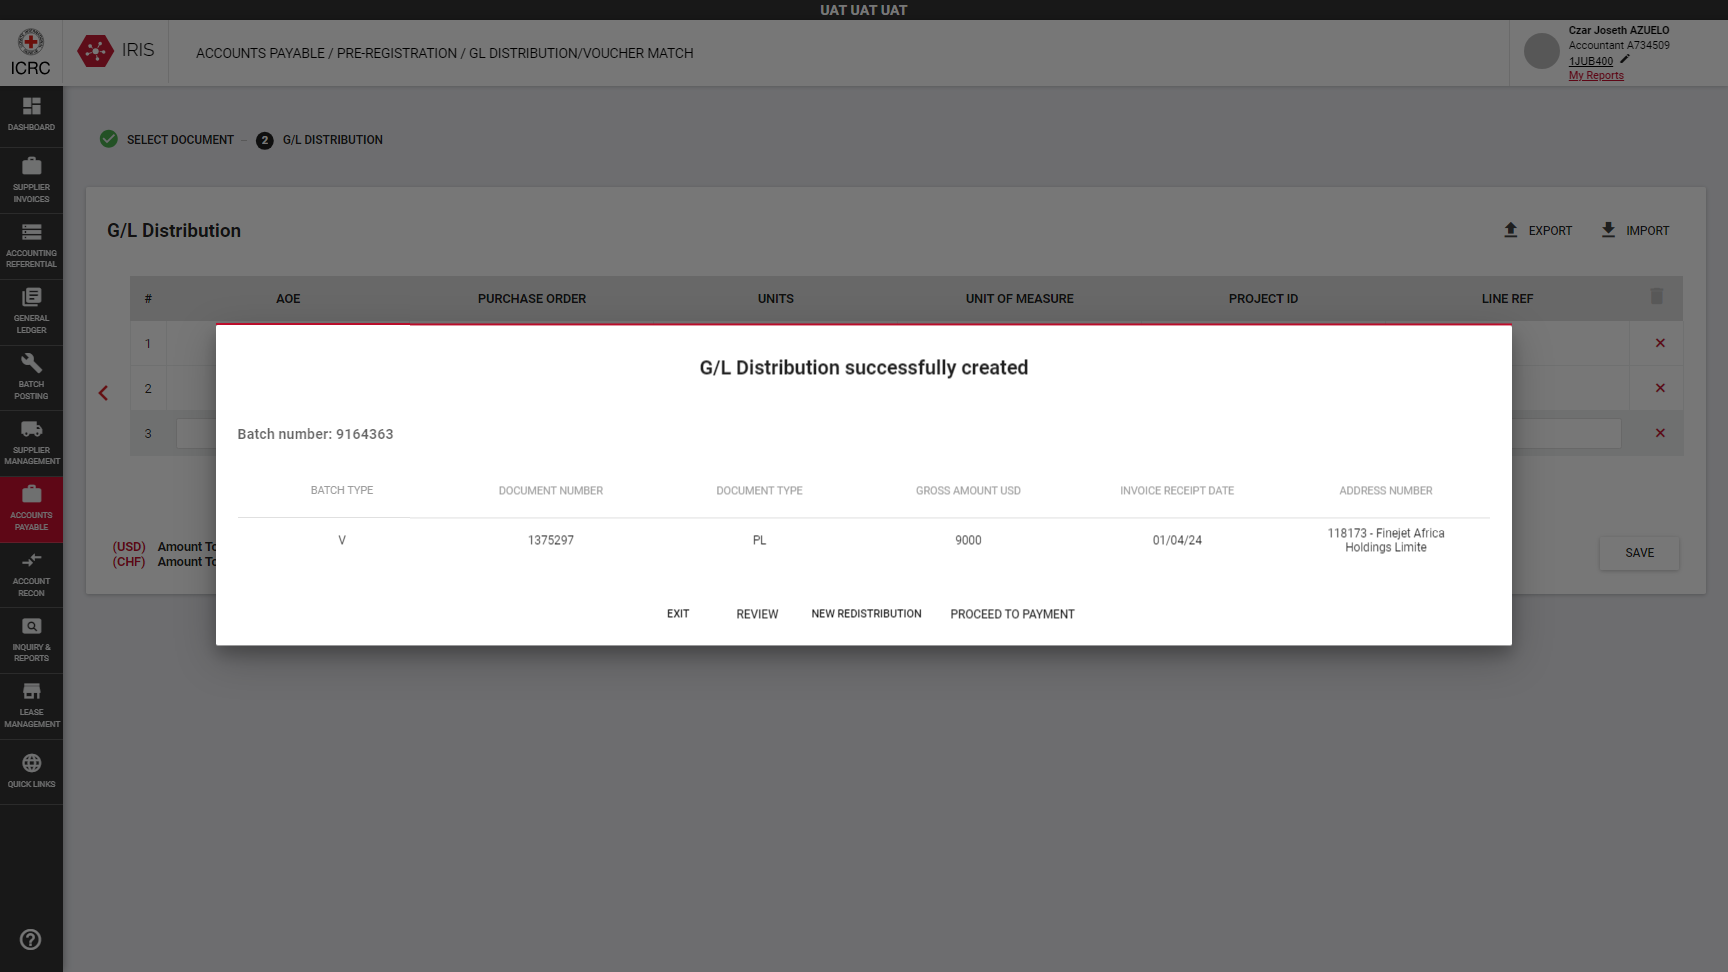 UAT UAT UAT
ICRC
IRIS
ACCOUNTS PAYABLE / PRE-REGISTRATION / GL DISTRIBUTION/VOUCHER MATCH
Czar Joseth AZUELO
Accountant A734509
1JUB400
My Reports
DASHBOARD
SUPPLIER
INVOICES
ACCOUNTING
REFERENTIAL
GENERAL
LEDGER
BATCH
POSTING
SUPPLIER
MANAGEMENT
ACCOUNTS
PAYABLE
ACCOUNT
RECON
INQUIRY &
REPORTS
LEASE
MANAGEMENT
QUICK LINKS
SELECT DOCUMENT
2 G/L DISTRIBUTION
G/L Distribution
EXPORT IMPORT
# AOE PURCHASE ORDER UNITS UNIT OF MEASURE PROJECT ID LINE REF
1
2
3
(USD) Amount To
(CHF) Amount To
SAVE
G/L Distribution successfully created
Batch number: 9164363
BATCH TYPE DOCUMENT NUMBER DOCUMENT TYPE GROSS AMOUNT USD INVOICE RECEIPT DATE ADDRESS NUMBER
V 1375297 PL 9000 01/04/24 118173 - Finejet Africa
Holdings Limite
EXIT REVIEW NEW REDISTRIBUTION PROCEED TO PAYMENT